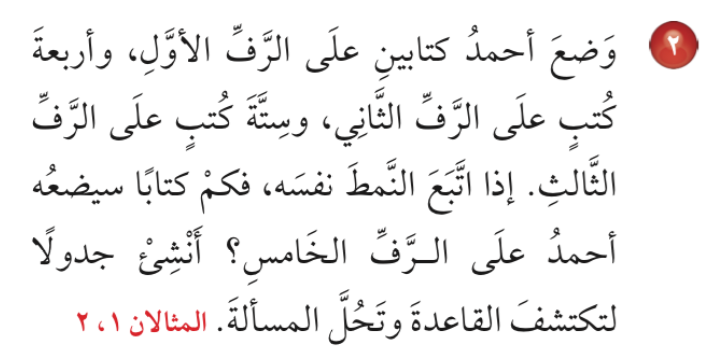 ٢ وَضعَ أحمدُ كتابينِ علَى الرَّفِّ الأوَّلِ، وأربعةَ
كُتبٍ علَى الرَّفِّ الثَّانِي، وسِتَّةَ كُتبٍ علَى الرَّفِّ
الثَّالثِ. إذا اتَّبَعَ النَّمطَ نفسَه، فكمْ كتابًا سيضعُه
أحمدُ علَى الــرَّفِّ الخَامسِ؟ أَنْشِئْ جدولًا
لتكتشفَ القاعدةَ وتَحُلَّ المسألةَ. المثالان ١، ٢